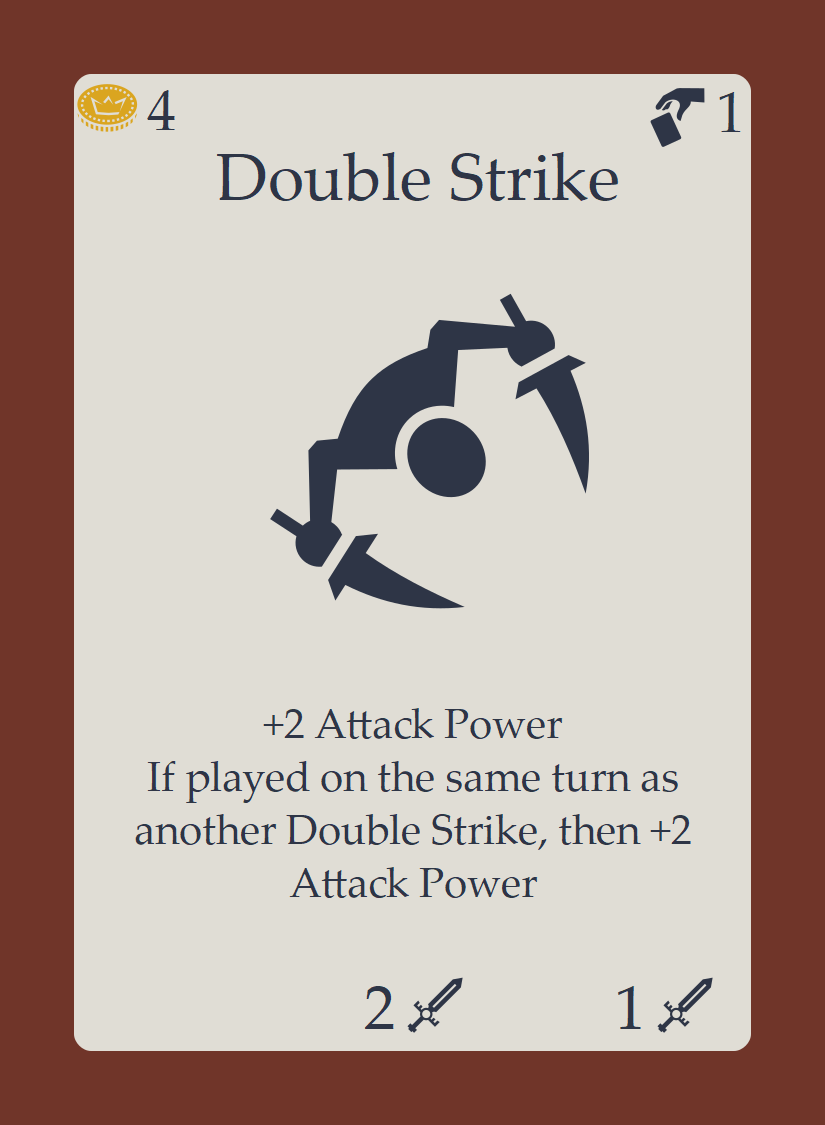 4 1
Double Strike
+2 Attack Power
If played on the same turn as
another Double Strike, then +2
Attack Power
2 1